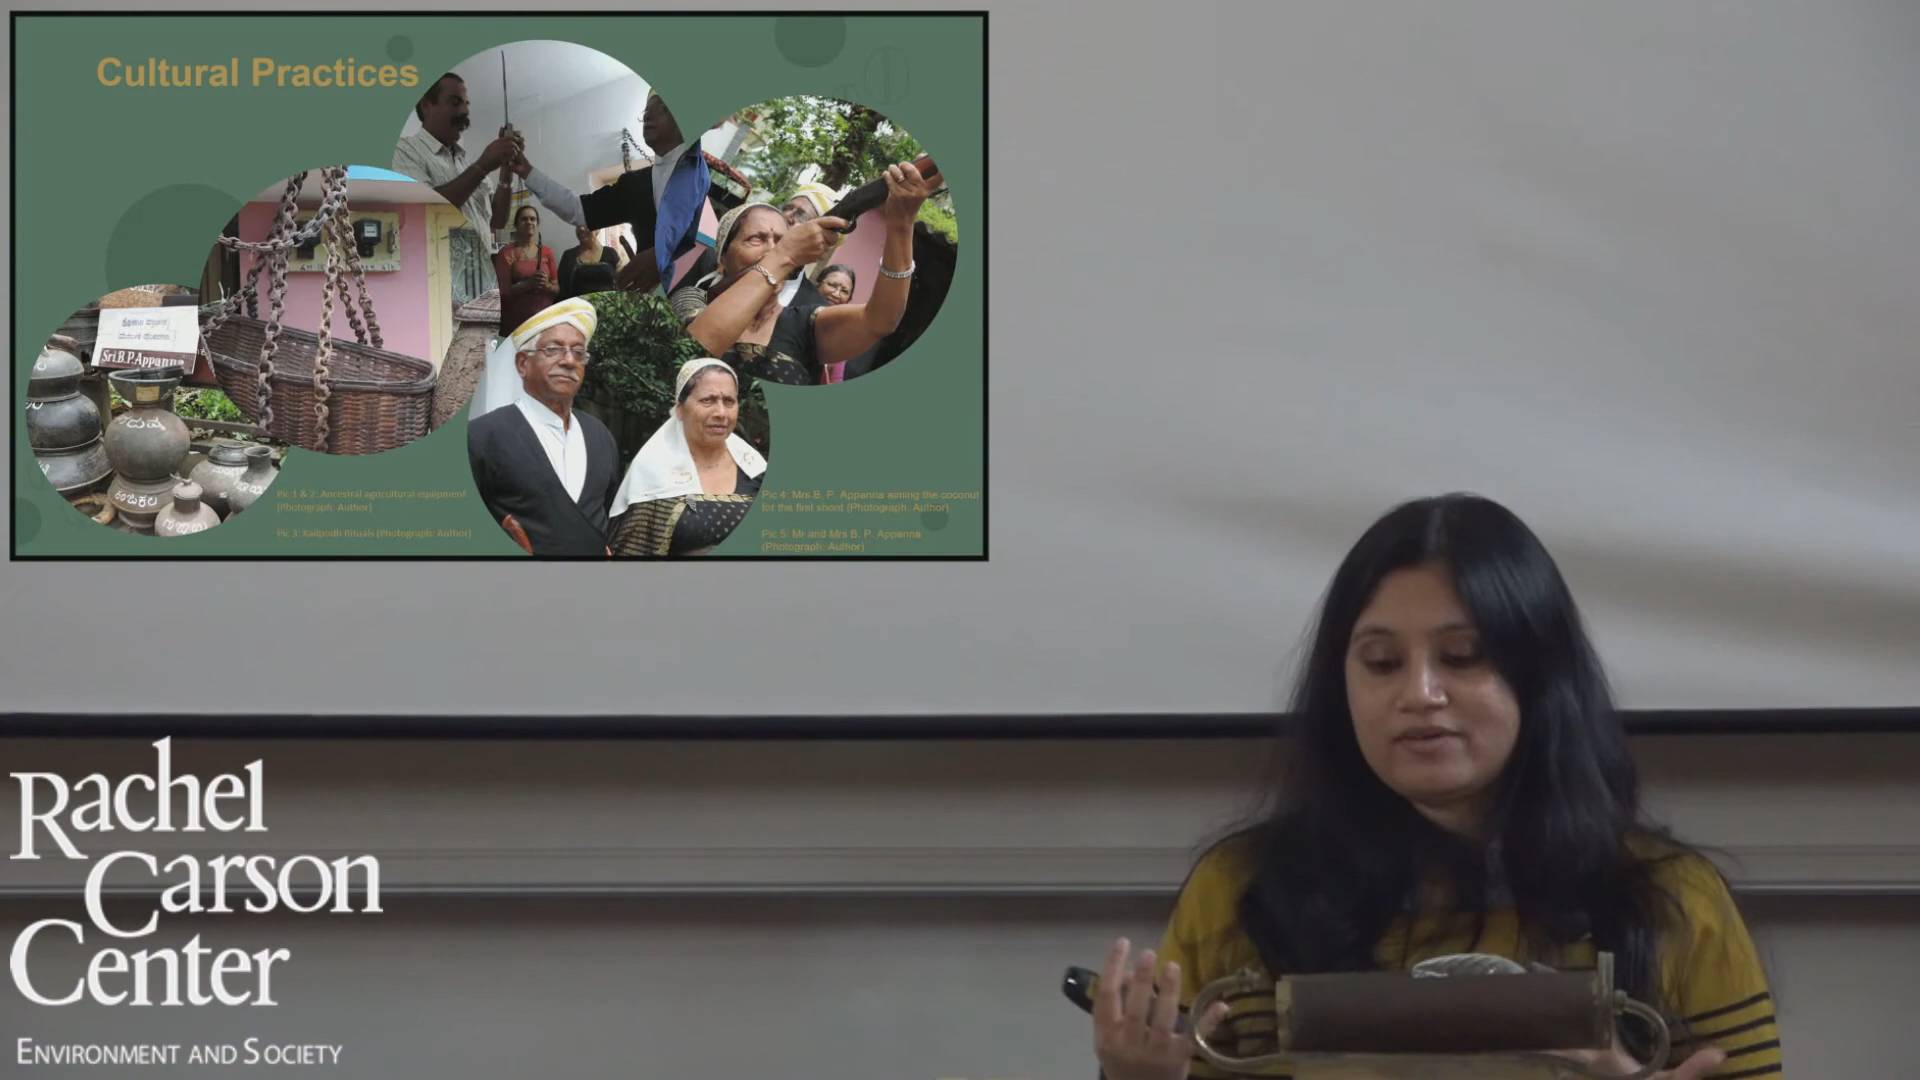 Cultural Practices
Sri.B.P.Appanna
ಕಂಜಿಕಲ
Pic 1 & 2: Ancestral agricultural equipment
(Photograph: Author)
Pic 3: Kailpodh Rituals (Photograph: Author)
Pic 4: Mrs B. P. Appanna aiming the coconut
for the first shoot (Photograph: Author)
Pic 5: Mr and Mrs B. P. Appanna
(Photograph: Author)
Rachel
Carson
Center
Environment and Society